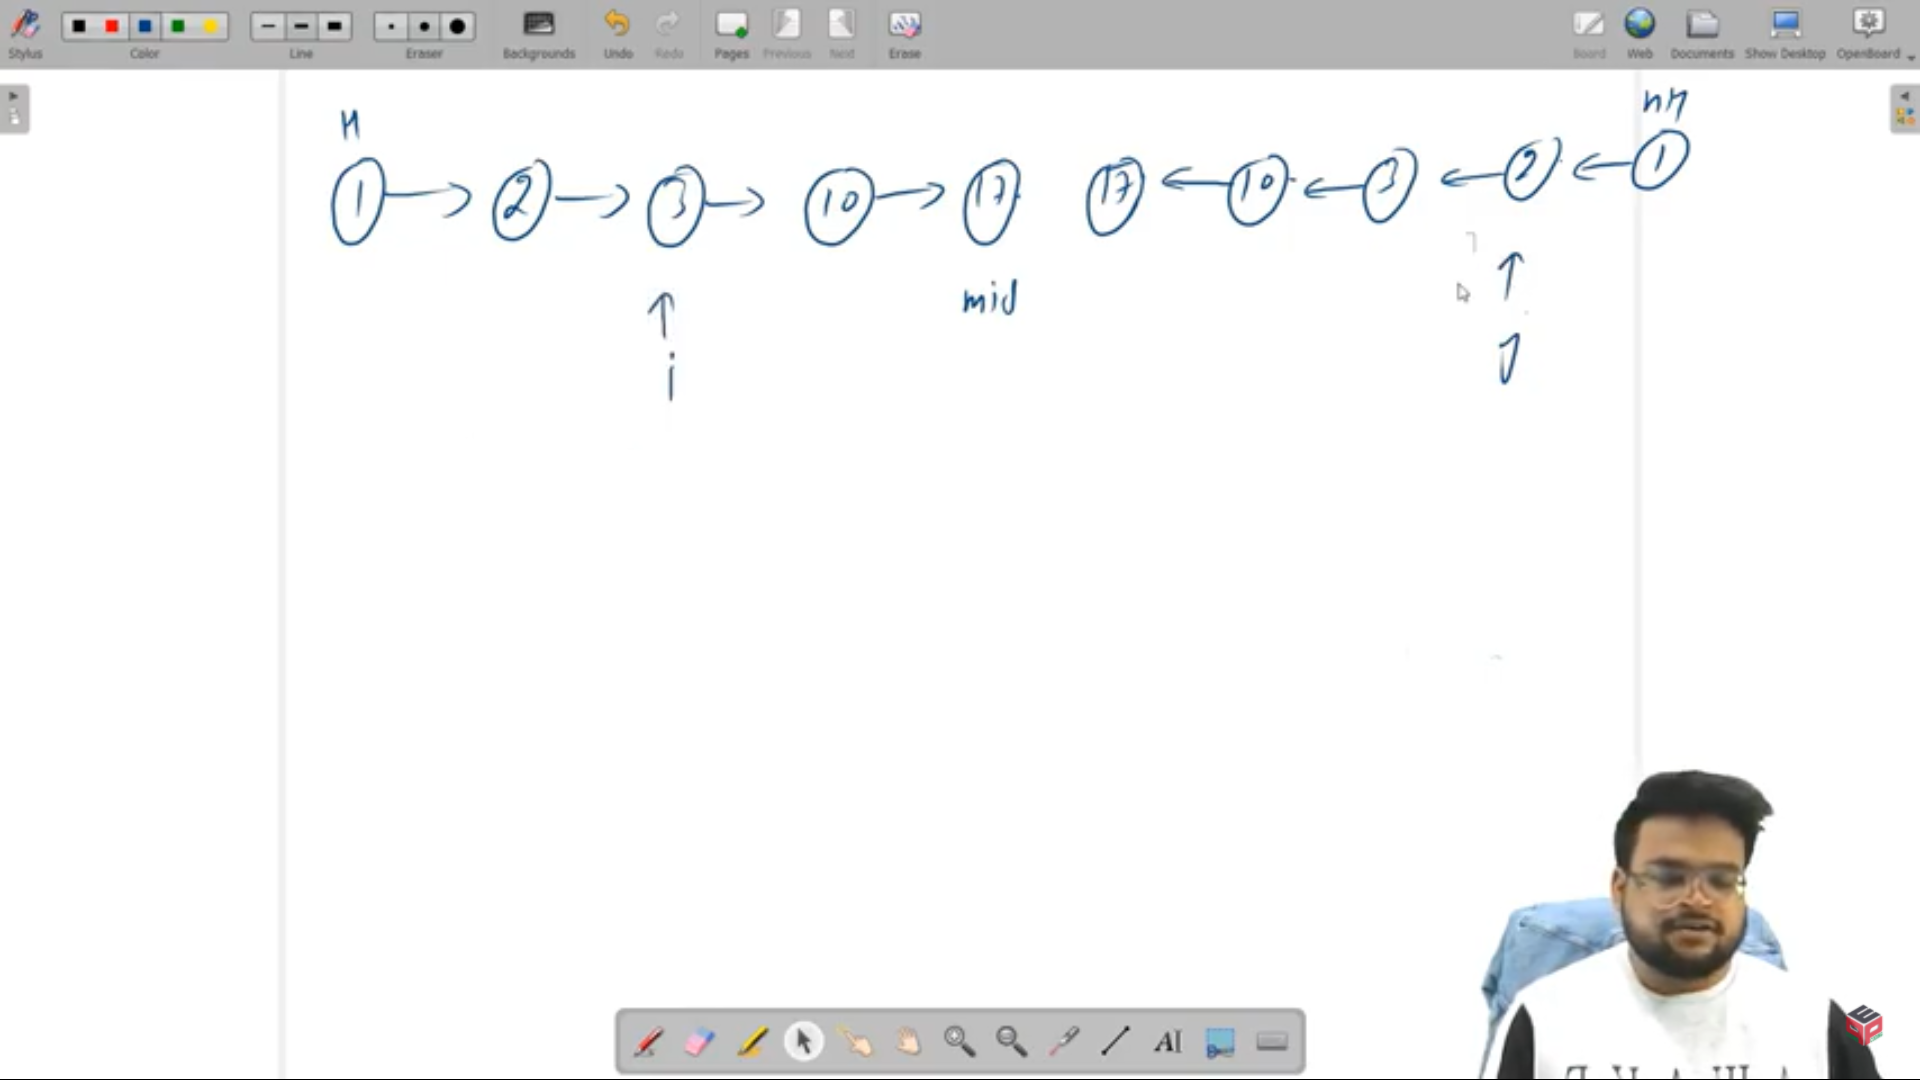 Stylus Color Line Eraser Backgrounds Undo Redo Pages Previous Next Erase Board Web Documents Show Desktop OpenBoard
H nH
1 2 3 10 17 17 10 3 2 1
mid
i j
AI